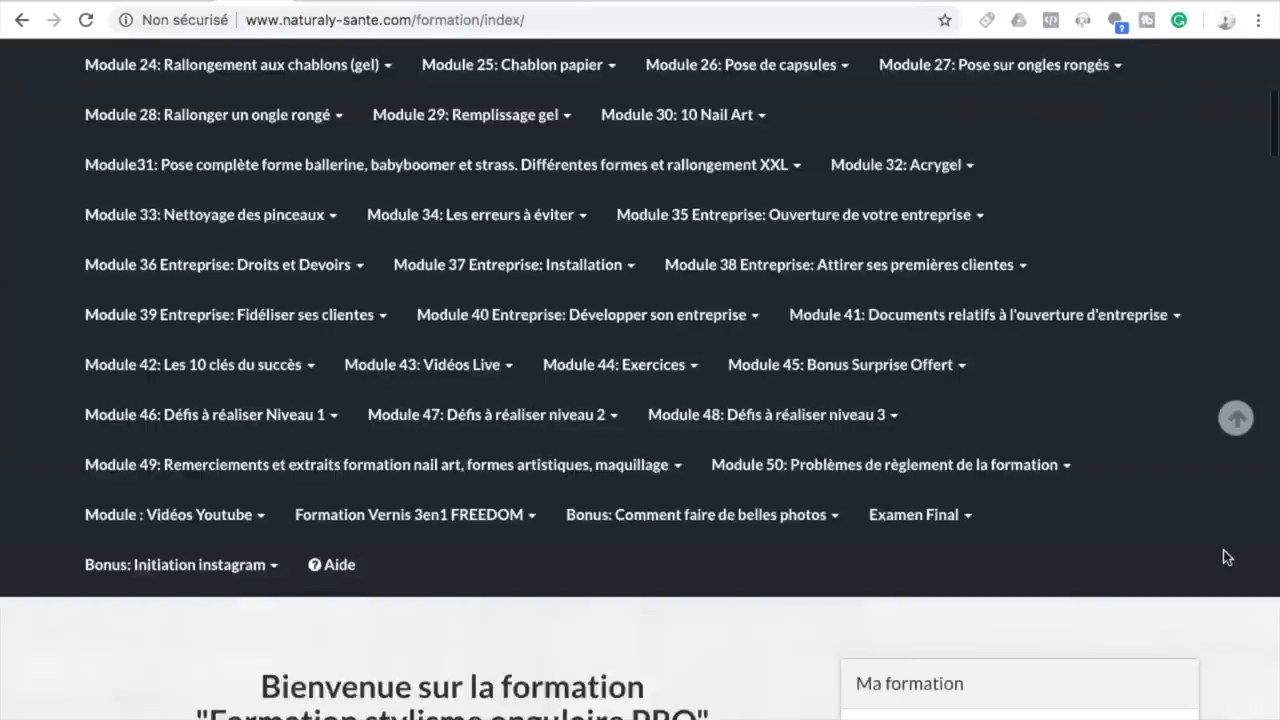 Non sécurisé www.naturaly-sante.com/formation/index/
Module 24: Rallongement aux chablons (gel) Module 25: Chablon papier Module 26: Pose de capsules Module 27: Pose sur ongles rongés
Module 28: Rallonger un ongle rongé Module 29: Remplissage gel Module 30: 10 Nail Art
Module31: Pose complète forme ballerine, babyboomer et strass. Différentes formes et rallongement XXL Module 32: Acrygel
Module 33: Nettoyage des pinceaux Module 34: Les erreurs à éviter Module 35 Entreprise: Ouverture de votre entreprise
Module 36 Entreprise: Droits et Devoirs Module 37 Entreprise: Installation Module 38 Entreprise: Attirer ses premières clientes
Module 39 Entreprise: Fidéliser ses clientes Module 40 Entreprise: Développer son entreprise Module 41: Documents relatifs à l'ouverture d'entreprise
Module 42: Les 10 clés du succès Module 43: Vidéos Live Module 44: Exercices Module 45: Bonus Surprise Offert
Module 46: Défis à réaliser Niveau 1 Module 47: Défis à réaliser niveau 2 Module 48: Défis à réaliser niveau 3
Module 49: Remerciements et extraits formation nail art, formes artistiques, maquillage Module 50: Problèmes de règlement de la formation
Module : Vidéos Youtube Formation Vernis 3en1 FREEDOM Bonus: Comment faire de belles photos Examen Final
Bonus: Initiation instagram Aide
Bienvenue sur la formation
Ma formation
"Formation stylisme ongulaire PRO"